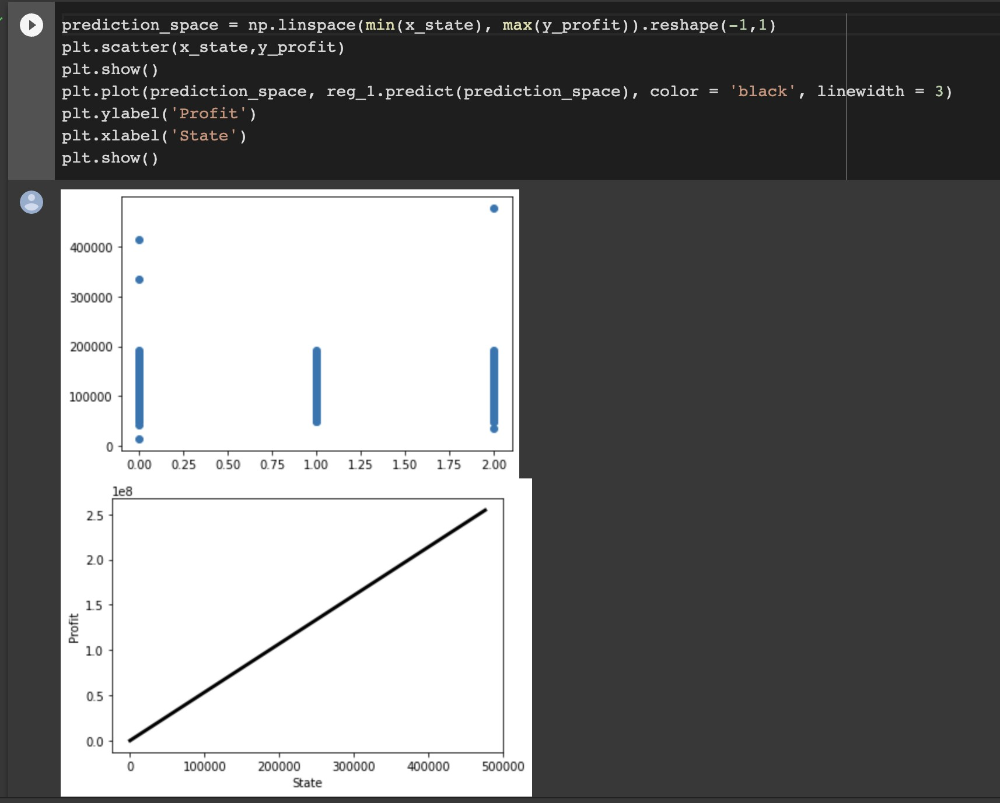 prediction_space = np.linspace(min(x_state), max(y_profit)).reshape(-1,1)
plt.scatter(x_state,y_profit)
plt.show()
plt.plot(prediction_space, reg_1.predict(prediction_space), color = 'black', linewidth = 3)
plt.ylabel('Profit')
plt.xlabel('State')
plt.show()
400000
300000
200000
100000
0
0.00 0.25 0.50 0.75 1.00 1.25 1.50 1.75 2.00
1e8
2.5
2.0
1.5
Profit
1.0
0.5
0.0
0 100000 200000 300000 400000 500000
State